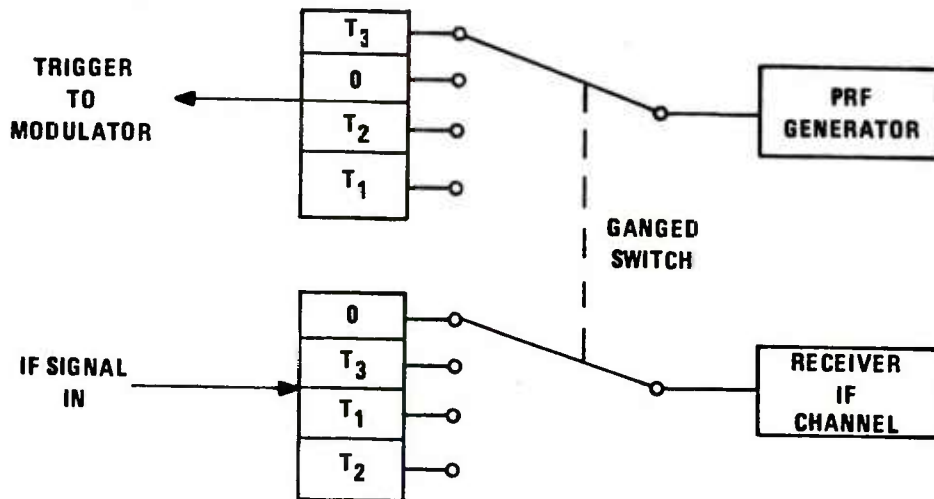 T3
0
T2
T1
TRIGGER
TO
MODULATOR
PRF
GENERATOR
GANGED
SWITCH
0
T3
T1
T2
IF SIGNAL
IN
RECEIVER
IF
CHANNEL